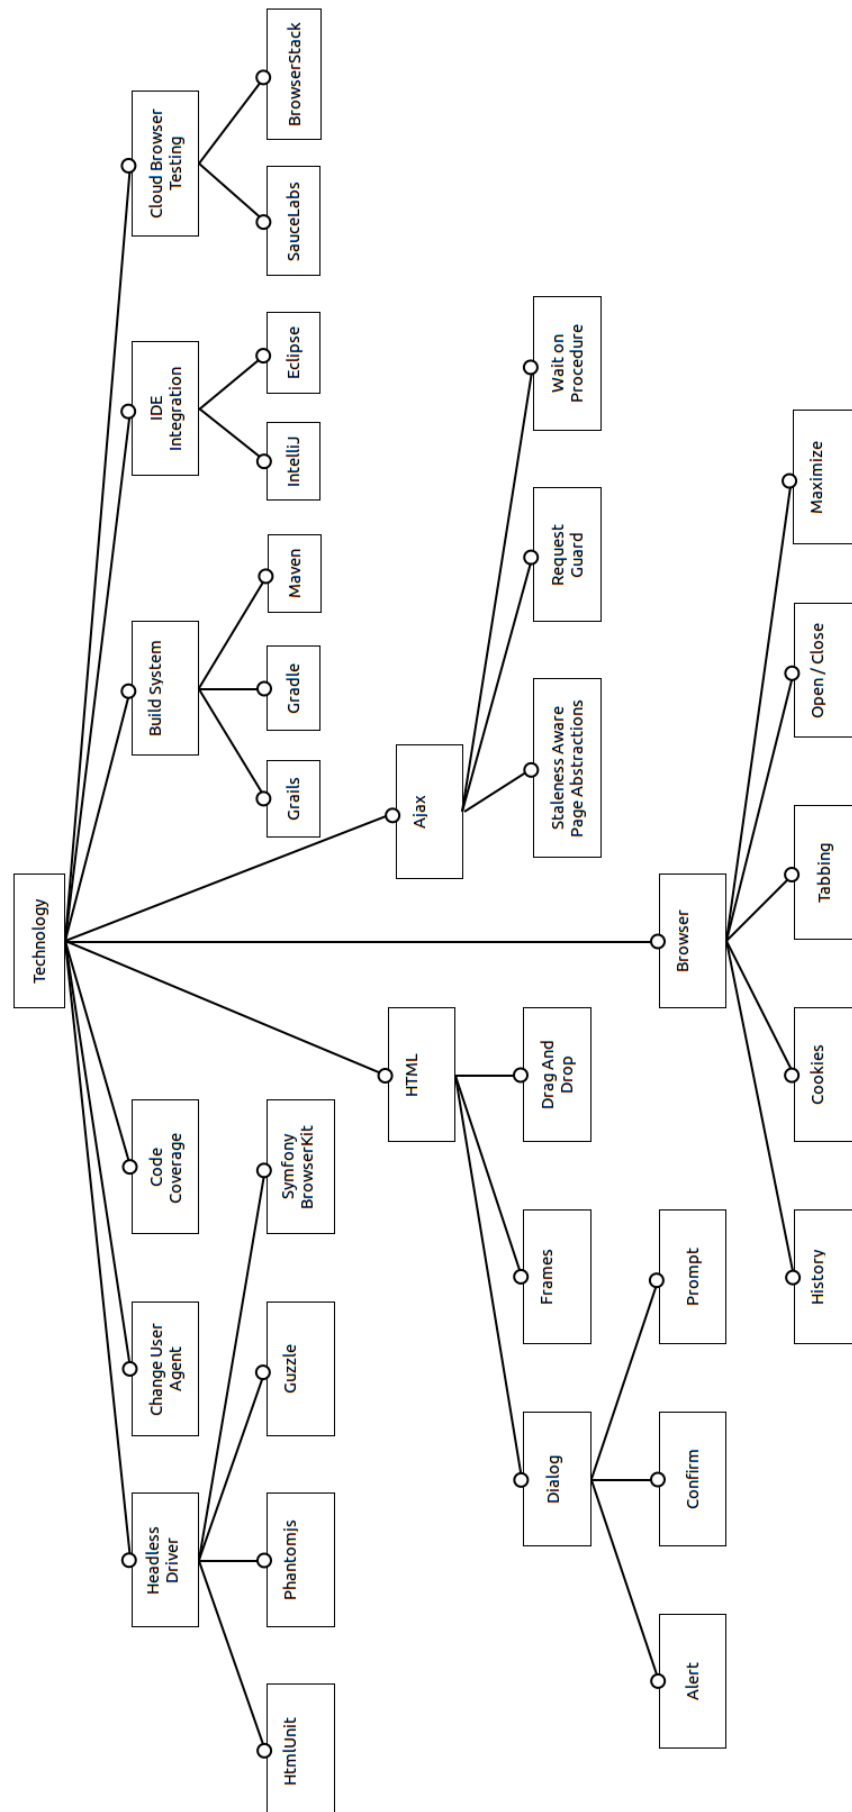 Technology
Headless
Driver
Change User
Agent
Code
Coverage
Build System
IDE
Integration
Cloud Browser
Testing
HtmlUnit
Phantomjs
Guzzle
Symfony
BrowserKit
Grails
Gradle
Maven
IntelliJ
Eclipse
SauceLabs
BrowserStack
HTML
Ajax
Dialog
Frames
Drag And
Drop
Staleness Aware
Page Abstractions
Request
Guard
Wait on
Procedure
Alert
Confirm
Prompt
Browser
History
Cookies
Tabbing
Open / Close
Maximize